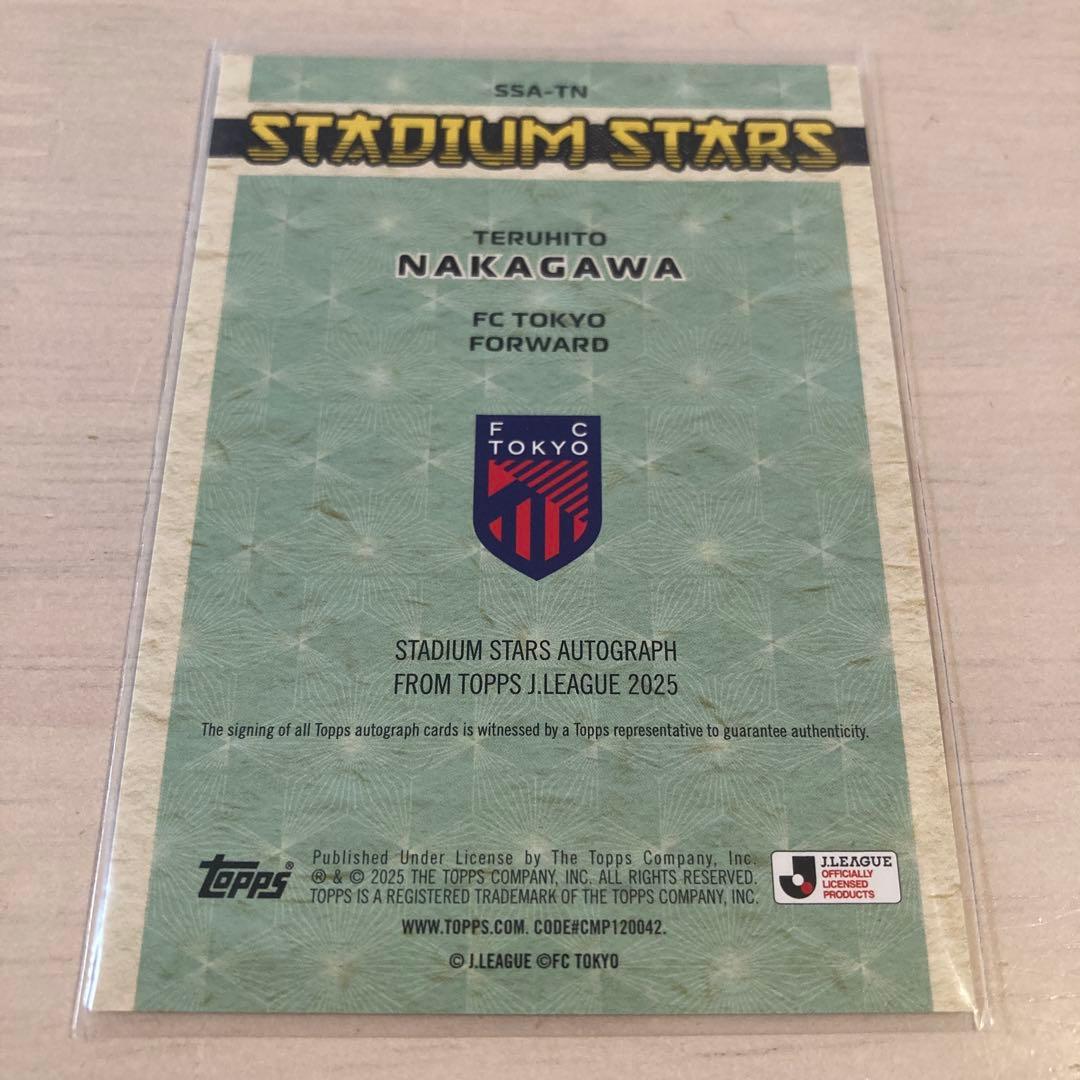 SSA-TN
STADIUM STARS
TERUHITO
NAKAGAWA
FC TOKYO
FORWARD
F C
TOKYO
STADIUM STARS AUTOGRAPH
FROM TOPPS J.LEAGUE 2025
The signing of all Topps autograph cards is witnessed by a Topps representative to guarantee authenticity.
topps®
Published Under License by The Topps Company, Inc.
® & © 2025 THE TOPPS COMPANY, INC. ALL RIGHTS RESERVED.
TOPPS IS A REGISTERED TRADEMARK OF THE TOPPS COMPANY, INC.
J.LEAGUE
OFFICIALLY
LICENSED
PRODUCTS
WWW.TOPPS.COM. CODE#CMP120042.
© J.LEAGUE ©FC TOKYO